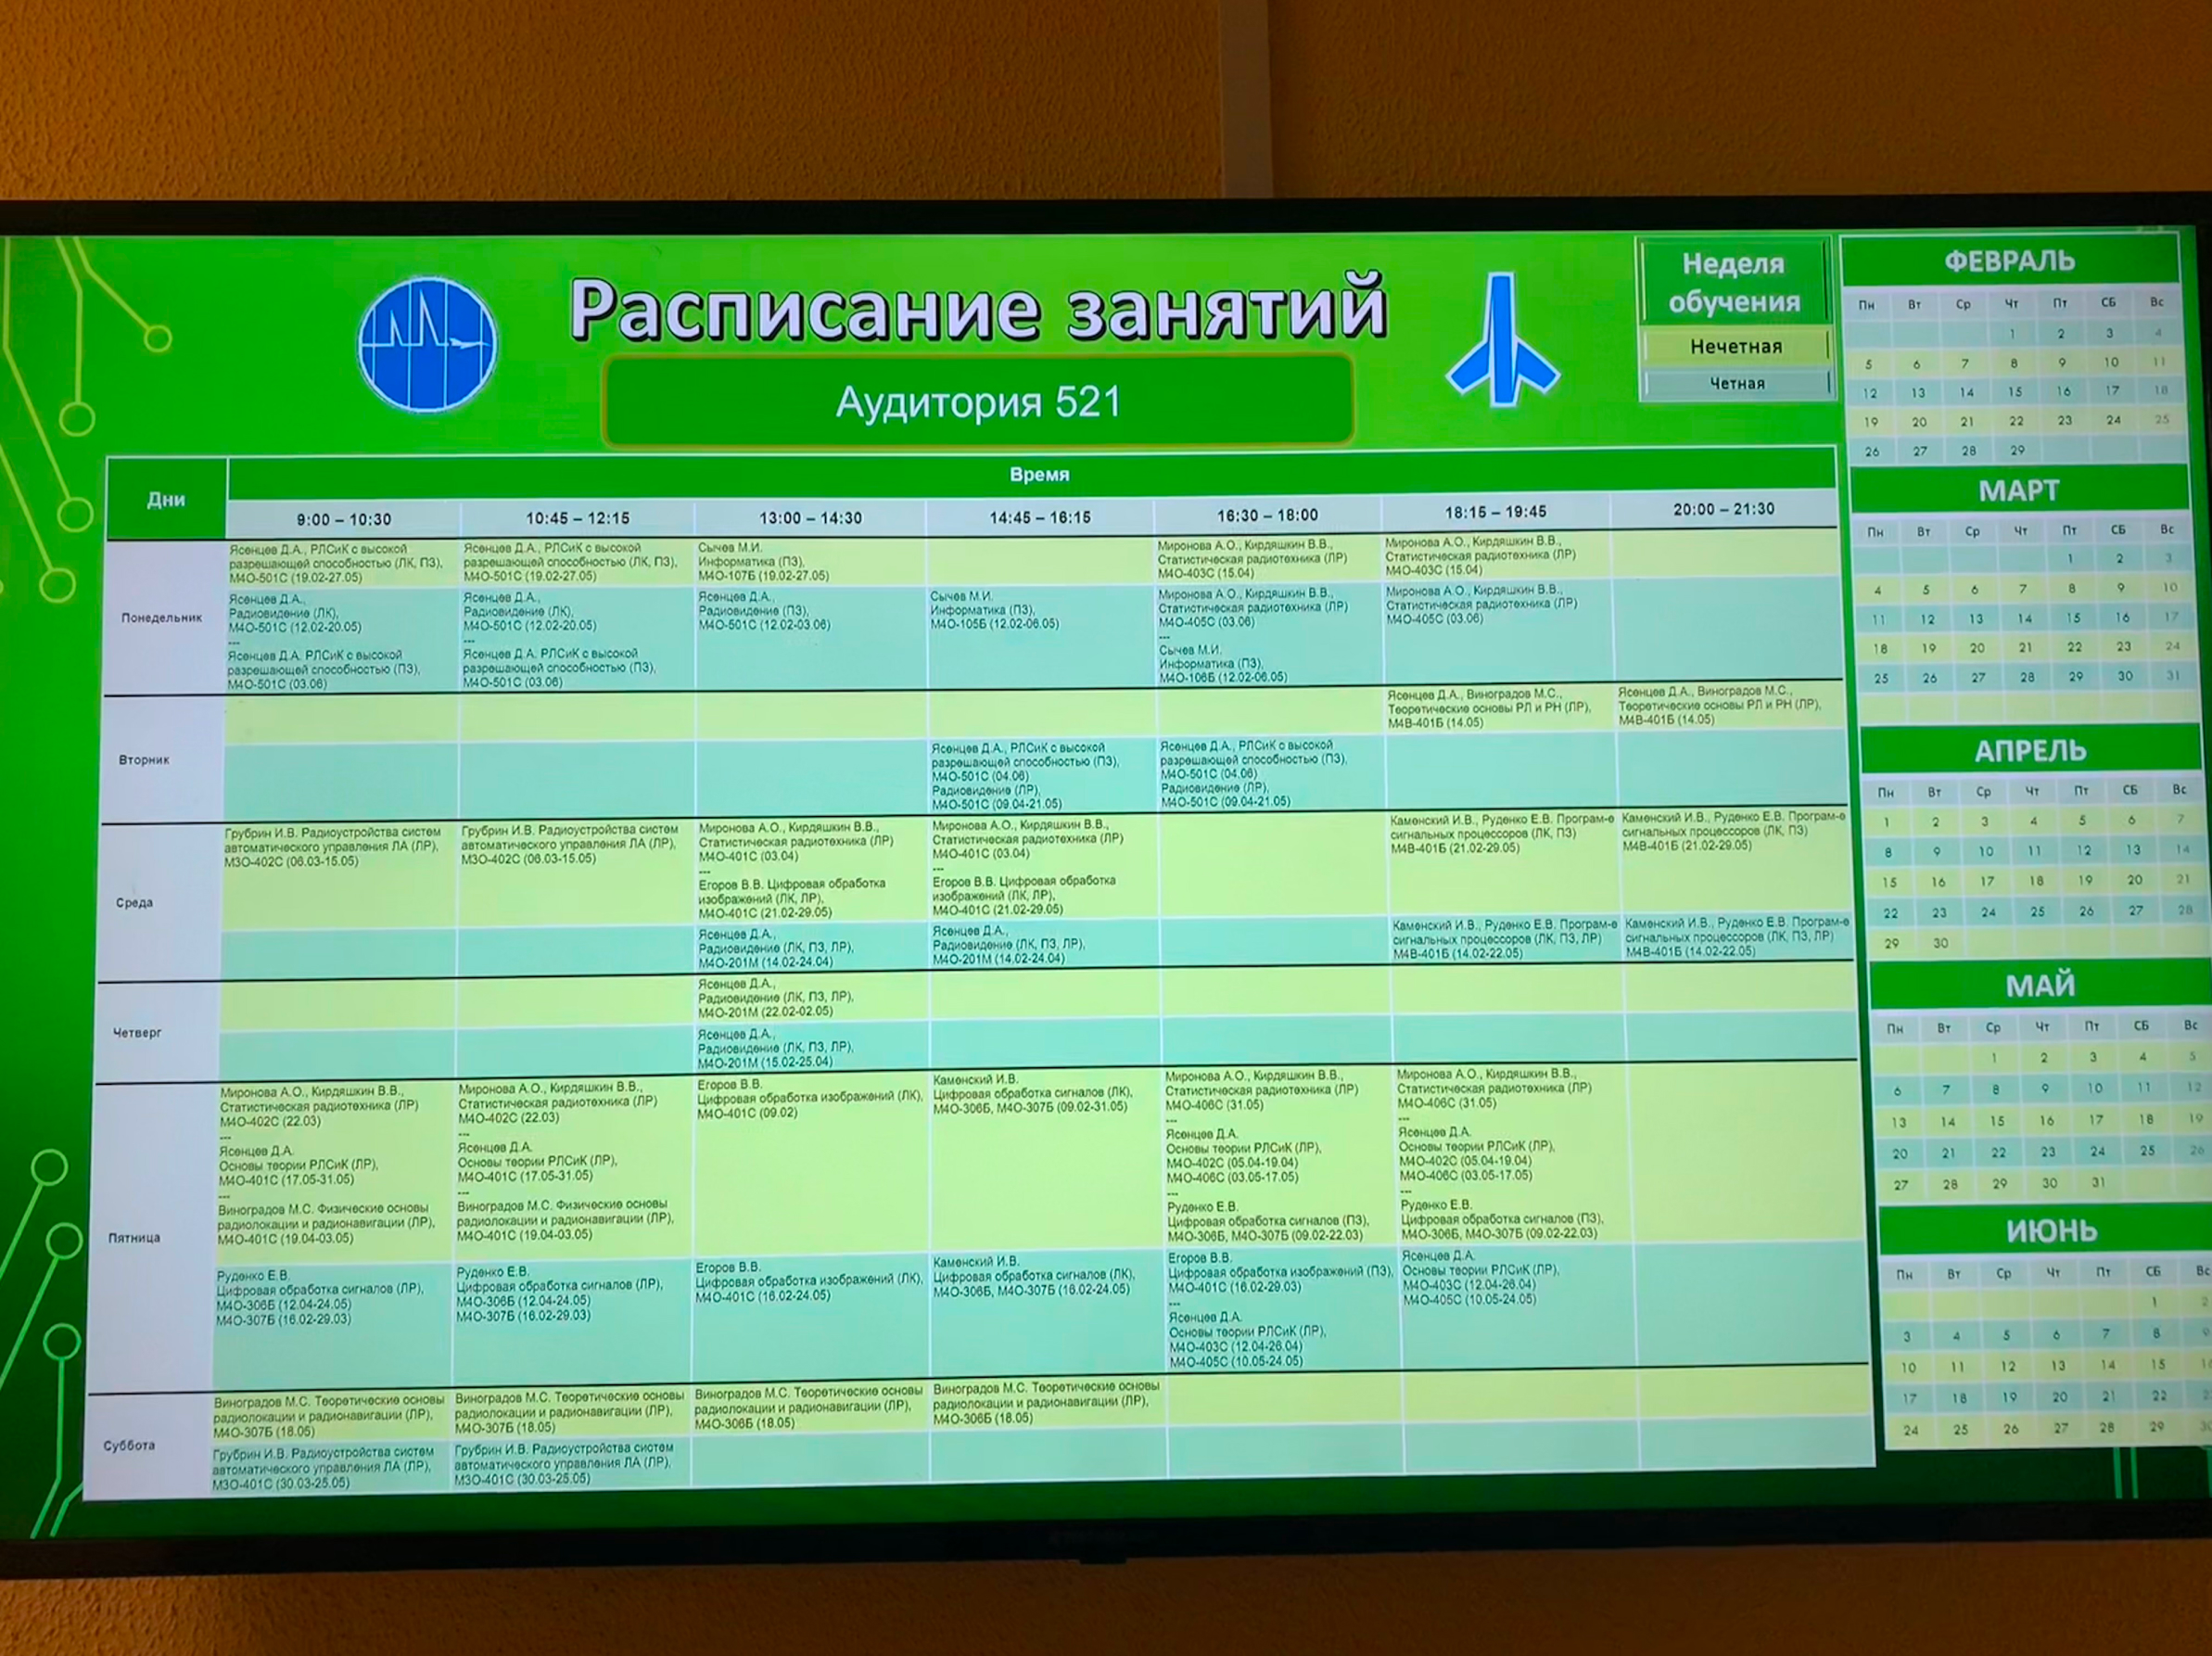 Расписание занятий
Аудитория 521
Неделя
обучения
Нечетная
Четная
Дни
Время
9:00 – 10:30
10:45 – 12:15
13:00 – 14:30
14:45 – 16:15
16:30 – 18:00
18:15 – 19:45
20:00 – 21:30
Понедельник
Ясенцев Д.А., РЛСиК с высокой
разрешающей способностью (ЛК, ПЗ),
М4О-501С (19.02-27.05)
Ясенцев Д.А., РЛСиК с высокой
разрешающей способностью (ЛК, ПЗ),
М4О-501С (19.02-27.05)
Сычев М.И.
Информатика (ПЗ),
М4О-107Б (19.02-27.05)
Миронова А.О., Кирдяшкин В.В.,
Статистическая радиотехника (ЛР)
М4О-403С (15.04)
Миронова А.О., Кирдяшкин В.В.,
Статистическая радиотехника (ЛР)
М4О-403С (15.04)
Ясенцев Д.А.,
Радиовидение (ЛК),
М4О-501С (12.02-20.05)
---
Ясенцев Д.А. РЛСиК с высокой
разрешающей способностью (ПЗ),
М4О-501С (03.06)
Ясенцев Д.А.,
Радиовидение (ЛК),
М4О-501С (12.02-20.05)
---
Ясенцев Д.А. РЛСиК с высокой
разрешающей способностью (ПЗ),
М4О-501С (03.06)
Ясенцев Д.А.,
Радиовидение (ПЗ),
М4О-501С (12.02-03.06)
Сычев М.И.
Информатика (ПЗ),
М4О-105Б (12.02-06.05)
Миронова А.О., Кирдяшкин В.В.,
Статистическая радиотехника (ЛР)
М4О-405С (03.06)
---
Сычев М.И.
Информатика (ПЗ),
М4О-106Б (12.02-06.05)
Миронова А.О., Кирдяшкин В.В.,
Статистическая радиотехника (ЛР)
М4О-405С (03.06)
Вторник
Ясенцев Д.А., Виноградов М.С.,
Теоретические основы РЛ и РН (ЛР),
М4В-401Б (14.05)
Ясенцев Д.А., Виноградов М.С.,
Теоретические основы РЛ и РН (ЛР),
М4В-401Б (14.05)
Ясенцев Д.А., РЛСиК с высокой
разрешающей способностью (ПЗ),
М4О-501С (04.06)
Радиовидение (ЛР),
М4О-501С (09.04-21.05)
Ясенцев Д.А., РЛСиК с высокой
разрешающей способностью (ПЗ),
М4О-501С (04.06)
Радиовидение (ЛР),
М4О-501С (09.04-21.05)
Среда
Грубрин И.В. Радиоустройства систем
автоматического управления ЛА (ЛР),
М3О-402С (06.03-15.05)
Грубрин И.В. Радиоустройства систем
автоматического управления ЛА (ЛР),
М3О-402С (06.03-15.05)
Миронова А.О., Кирдяшкин В.В.,
Статистическая радиотехника (ЛР)
М4О-401С (03.04)
---
Егоров В.В. Цифровая обработка
изображений (ЛК, ЛР),
М4О-401С (21.02-29.05)
Миронова А.О., Кирдяшкин В.В.,
Статистическая радиотехника (ЛР)
М4О-401С (03.04)
---
Егоров В.В. Цифровая обработка
изображений (ЛК, ЛР),
М4О-401С (21.02-29.05)
Каменский И.В., Руденко Е.В. Програм-е
сигнальных процессоров (ЛК, ПЗ)
М4В-401Б (21.02-29.05)
Каменский И.В., Руденко Е.В. Програм-е
сигнальных процессоров (ЛК, ПЗ)
М4В-401Б (21.02-29.05)
Ясенцев Д.А.,
Радиовидение (ЛК, ПЗ, ЛР),
М4О-201М (14.02-24.04)
Ясенцев Д.А.,
Радиовидение (ЛК, ПЗ, ЛР),
М4О-201М (14.02-24.04)
Каменский И.В., Руденко Е.В. Програм-е
сигнальных процессоров (ЛК, ПЗ, ЛР)
М4В-401Б (14.02-22.05)
Каменский И.В., Руденко Е.В. Програм-е
сигнальных процессоров (ЛК, ПЗ, ЛР)
М4В-401Б (14.02-22.05)
Четверг
Ясенцев Д.А.,
Радиовидение (ЛК, ПЗ, ЛР),
М4О-201М (22.02-02.05)
Ясенцев Д.А.,
Радиовидение (ЛК, ПЗ, ЛР),
М4О-201М (15.02-25.04)
Пятница
Миронова А.О., Кирдяшкин В.В.,
Статистическая радиотехника (ЛР)
М4О-402С (22.03)
---
Ясенцев Д.А.
Основы теории РЛСиК (ЛР),
М4О-401С (17.05-31.05)
---
Виноградов М.С. Физические основы
радиолокации и радионавигации (ЛР),
М4О-401С (19.04-03.05)
Миронова А.О., Кирдяшкин В.В.,
Статистическая радиотехника (ЛР)
М4О-402С (22.03)
---
Ясенцев Д.А.
Основы теории РЛСиК (ЛР),
М4О-401С (17.05-31.05)
---
Виноградов М.С. Физические основы
радиолокации и радионавигации (ЛР),
М4О-401С (19.04-03.05)
Егоров В.В.
Цифровая обработка изображений (ЛК),
М4О-401С (09.02)
Каменский И.В.
Цифровая обработка сигналов (ЛК),
М4О-306Б, М4О-307Б (09.02-31.05)
Миронова А.О., Кирдяшкин В.В.,
Статистическая радиотехника (ЛР)
М4О-406С (31.05)
---
Ясенцев Д.А.
Основы теории РЛСиК (ЛР),
М4О-402С (05.04-19.04)
М4О-406С (03.05-17.05)
---
Руденко Е.В.
Цифровая обработка сигналов (ПЗ),
М4О-306Б, М4О-307Б (09.02-22.03)
Миронова А.О., Кирдяшкин В.В.,
Статистическая радиотехника (ЛР)
М4О-406С (31.05)
---
Ясенцев Д.А.
Основы теории РЛСиК (ЛР),
М4О-402С (05.04-19.04)
М4О-406С (03.05-17.05)
---
Руденко Е.В.
Цифровая обработка сигналов (ПЗ),
М4О-306Б, М4О-307Б (09.02-22.03)
Руденко Е.В.
Цифровая обработка сигналов (ЛР),
М4О-306Б (12.04-24.05)
М4О-307Б (16.02-29.03)
Руденко Е.В.
Цифровая обработка сигналов (ЛР),
М4О-306Б (12.04-24.05)
М4О-307Б (16.02-29.03)
Егоров В.В.
Цифровая обработка изображений (ЛК),
М4О-401С (16.02-24.05)
Каменский И.В.
Цифровая обработка сигналов (ЛК),
М4О-306Б, М4О-307Б (16.02-24.05)
Егоров В.В.
Цифровая обработка изображений (ПЗ),
М4О-401С (16.02-29.03)
---
Ясенцев Д.А.
Основы теории РЛСиК (ЛР),
М4О-403С (12.04-26.04)
М4О-405С (10.05-24.05)
Ясенцев Д.А.
Основы теории РЛСиК (ЛР),
М4О-403С (12.04-26.04)
М4О-405С (10.05-24.05)
Суббота
Виноградов М.С. Теоретические основы
радиолокации и радионавигации (ЛР),
М4О-307Б (18.05)
Виноградов М.С. Теоретические основы
радиолокации и радионавигации (ЛР),
М4О-307Б (18.05)
Виноградов М.С. Теоретические основы
радиолокации и радионавигации (ЛР),
М4О-306Б (18.05)
Виноградов М.С. Теоретические основы
радиолокации и радионавигации (ЛР),
М4О-306Б (18.05)
Грубрин И.В. Радиоустройства систем
автоматического управления ЛА (ЛР),
М3О-401С (30.03-25.05)
Грубрин И.В. Радиоустройства систем
автоматического управления ЛА (ЛР),
М3О-401С (30.03-25.05)
ФЕВРАЛЬ
Пн Вт Ср Чт Пт СБ Вс
1 2 3 4
5 6 7 8 9 10 11
12 13 14 15 16 17 18
19 20 21 22 23 24 25
26 27 28 29
МАРТ
Пн Вт Ср Чт Пт СБ Вс
1 2 3
4 5 6 7 8 9 10
11 12 13 14 15 16 17
18 19 20 21 22 23 24
25 26 27 28 29 30 31
АПРЕЛЬ
Пн Вт Ср Чт Пт СБ Вс
1 2 3 4 5 6 7
8 9 10 11 12 13 14
15 16 17 18 19 20 21
22 23 24 25 26 27 28
29 30
МАЙ
Пн Вт Ср Чт Пт СБ Вс
1 2 3 4 5
6 7 8 9 10 11 12
13 14 15 16 17 18 19
20 21 22 23 24 25 26
27 28 29 30 31
ИЮНЬ
Пн Вт Ср Чт Пт СБ Вс
1 2
3 4 5 6 7 8 9
10 11 12 13 14 15
17 18 19 20 21 22
24 25 26 27 28 29